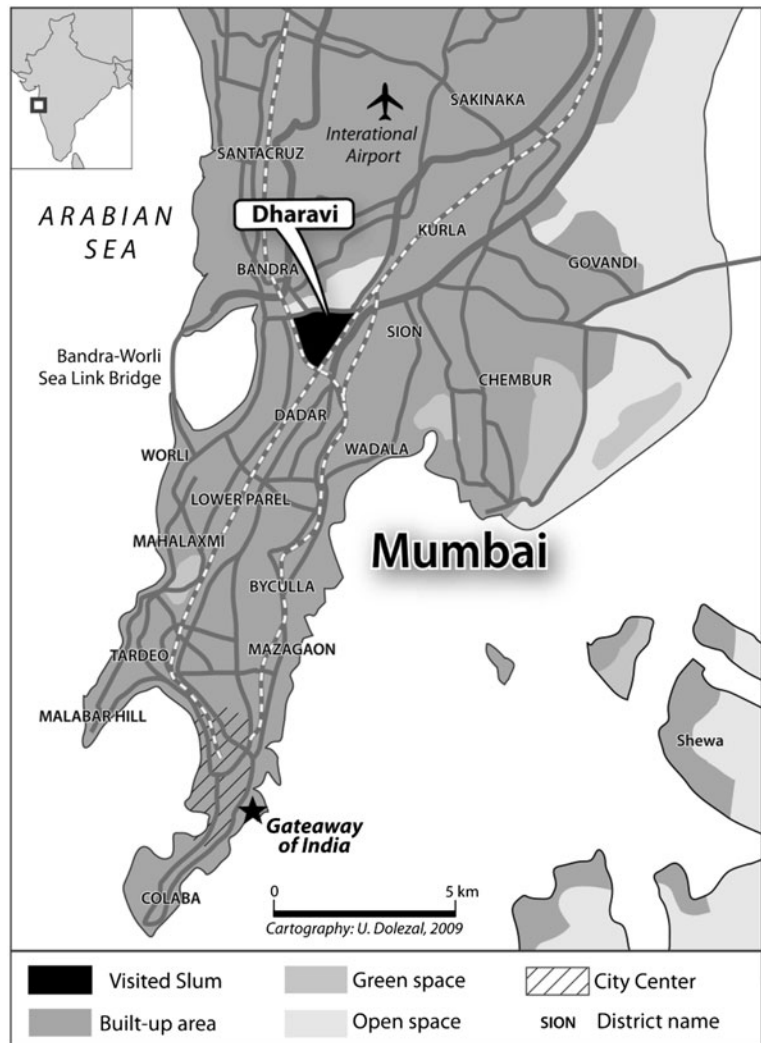 SAKINAKA
Interational
Airport
SANTACRUZ
ARABIAN
SEA
Dharavi
KURLA
BANDRA
GOVANDI
SION
Bandra-Worli
Sea Link Bridge
CHEMBUR
DADAR
WORLI
WADALA
LOWER PAREL
MAHALAXMI
Mumbai
BYCULLA
TARDEO
MAZAGAON
MALABAR HILL
Shewa
Gateaway
of India
COLABA
0 5 km
Cartography: U. Dolezal, 2009
Visited Slum Green space City Center
Built-up area Open space SION District name